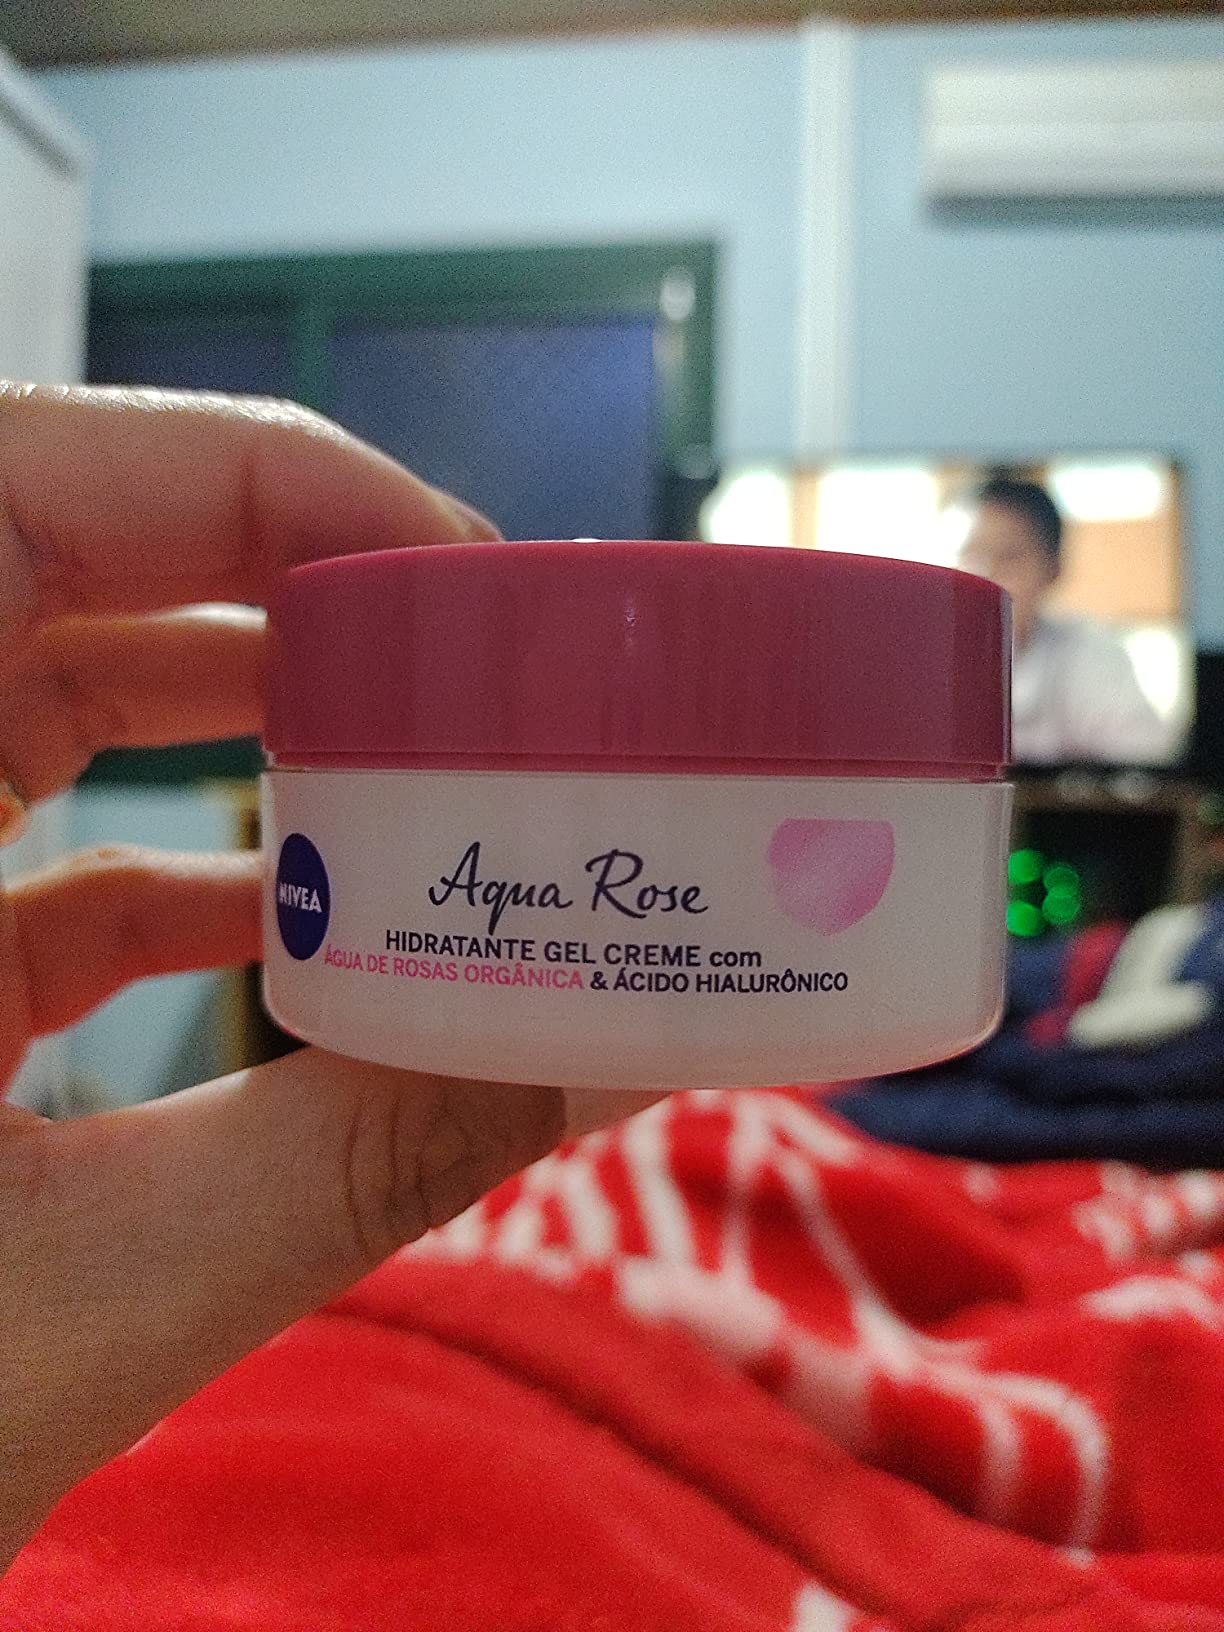 NIVEA
Aqua Rose
HIDRATANTE GEL CREME com
ÁGUA DE ROSAS ORGÂNICA & ÁCIDO HIALURÔNICO